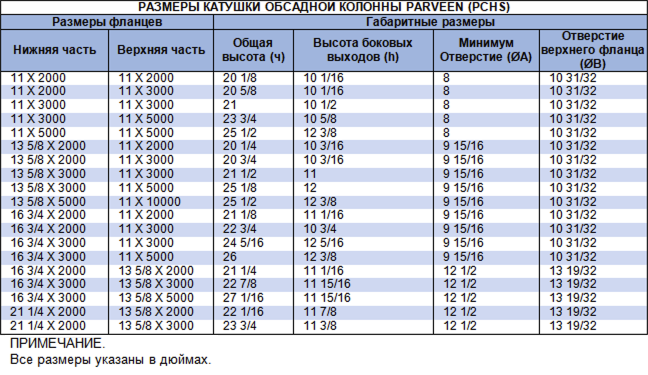 РАЗМЕРЫ КАТУШКИ ОБСАДНОЙ КОЛОННЫ PARVEEN (PCHS)
Размеры фланцев Габаритные размеры
Нижняя часть Верхняя часть Общая высота (ч) Высота боковых выходов (h) Минимум Отверстие (ØA) Отверстие верхнего фланца (ØB)
11 X 2000 11 X 2000 20 1/8 10 1/16 8 10 31/32
11 X 2000 11 X 3000 20 5/8 10 1/16 8 10 31/32
11 X 3000 11 X 3000 21 10 1/2 8 10 31/32
11 X 3000 11 X 5000 23 3/4 10 5/8 8 10 31/32
11 X 5000 11 X 5000 25 1/2 12 3/8 8 10 31/32
13 5/8 X 2000 11 X 2000 20 1/4 10 3/16 9 15/16 10 31/32
13 5/8 X 2000 11 X 3000 20 3/4 10 3/16 9 15/16 10 31/32
13 5/8 X 3000 11 X 3000 21 1/2 11 9 15/16 10 31/32
13 5/8 X 3000 11 X 5000 25 1/8 12 9 15/16 10 31/32
13 5/8 X 5000 11 X 10000 25 1/2 12 3/8 9 15/16 10 31/32
16 3/4 X 2000 11 X 2000 21 1/8 11 1/16 9 15/16 10 31/32
16 3/4 X 2000 11 X 3000 22 3/4 10 3/4 9 15/16 10 31/32
16 3/4 X 3000 11 X 3000 24 5/16 12 5/16 9 15/16 10 31/32
16 3/4 X 3000 11 X 5000 26 12 3/8 9 15/16 10 31/32
16 3/4 X 2000 13 5/8 X 2000 21 1/4 11 1/16 12 1/2 13 19/32
16 3/4 X 3000 13 5/8 X 3000 22 7/8 11 15/16 12 1/2 13 19/32
16 3/4 X 3000 13 5/8 X 5000 27 1/16 11 15/16 12 1/2 13 19/32
21 1/4 X 2000 13 5/8 X 2000 22 1/16 11 7/8 12 1/2 13 19/32
21 1/4 X 2000 13 5/8 X 3000 23 3/4 11 3/8 12 1/2 13 19/32
ПРИМЕЧАНИЕ.
Все размеры указаны в дюймах.